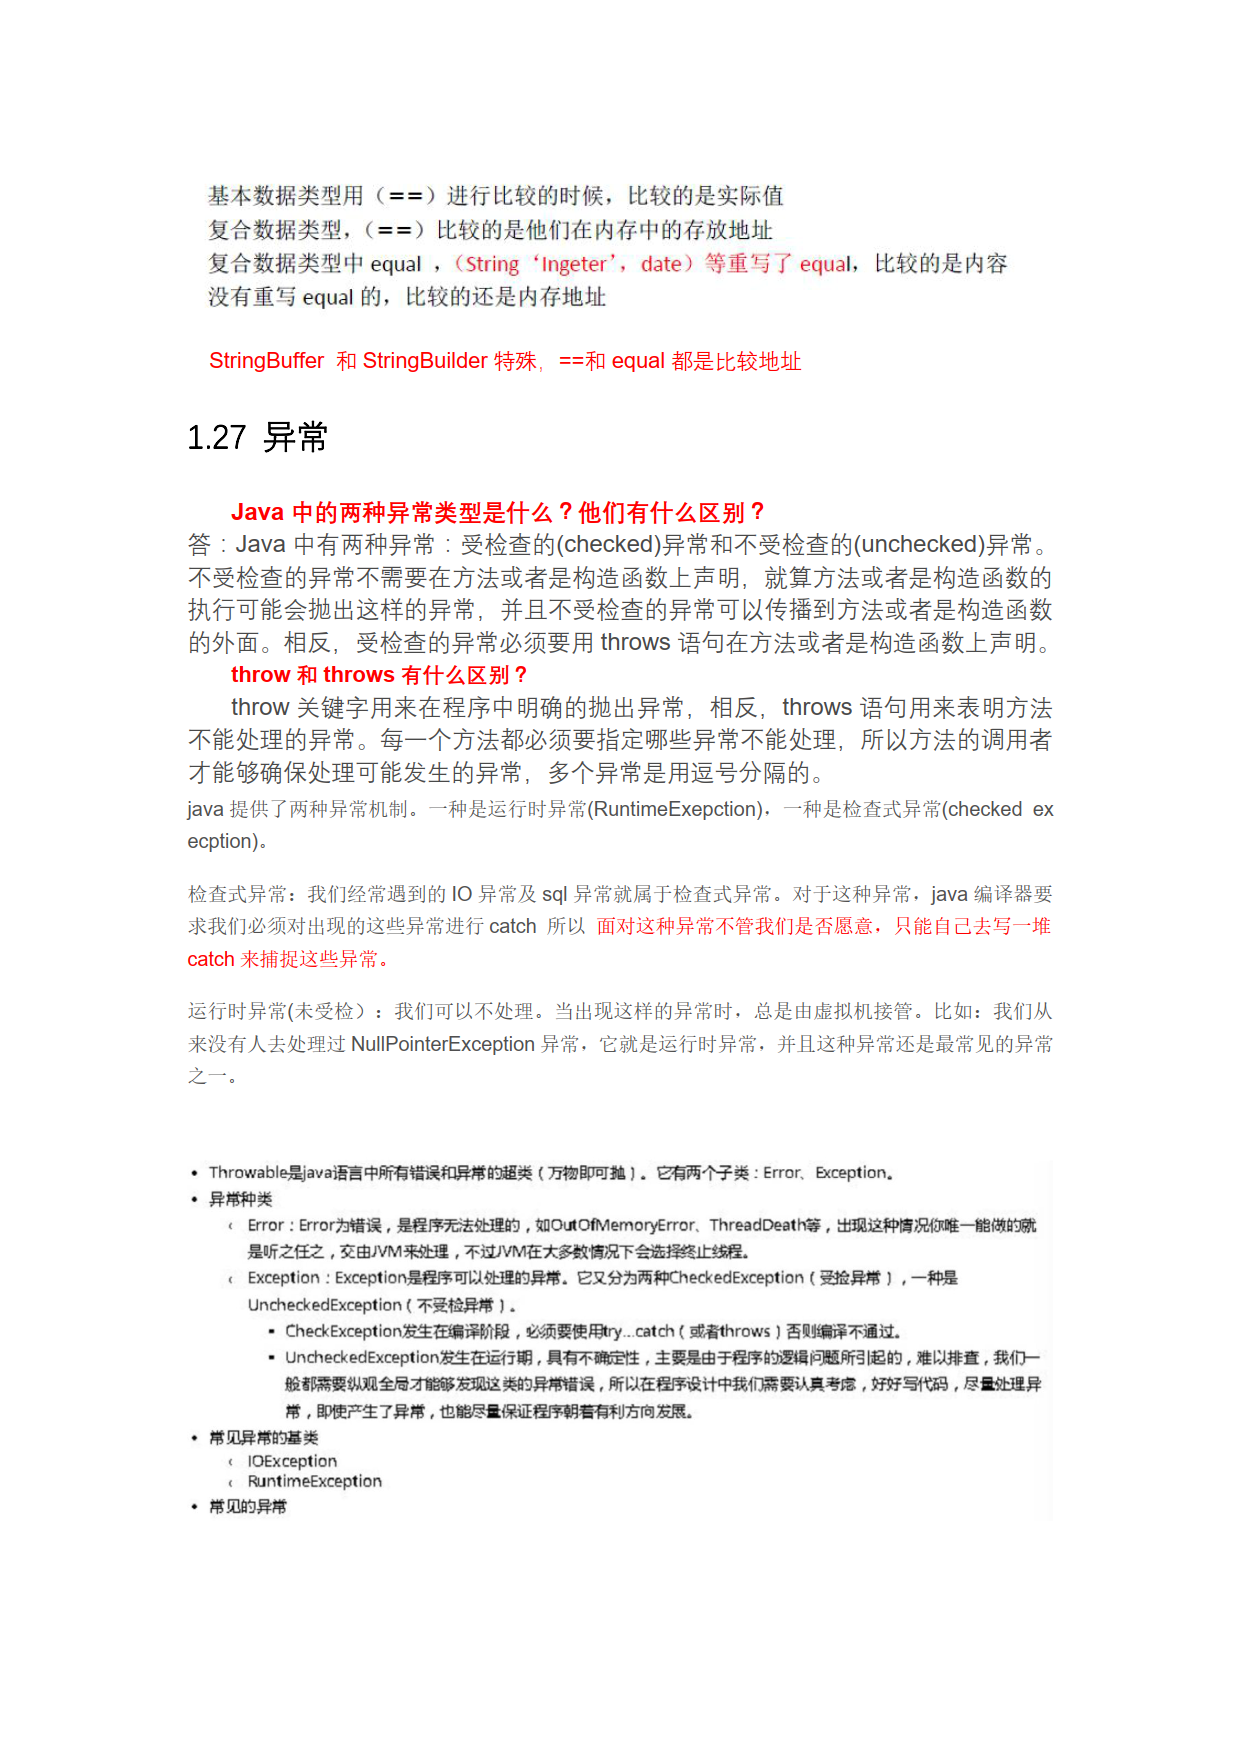 基本数据类型用（==）进行比较的时候，比较的是实际值
复合数据类型，（==）比较的是他们在内存中的存放地址
复合数据类型中 equal ，（String ‘Ingeter’，date）等重写了 equal，比较的是内容
没有重写 equal 的，比较的还是内存地址
StringBuffer 和 StringBuilder 特殊，==和 equal 都是比较地址
1.27 异常
Java 中的两种异常类型是什么？他们有什么区别？
答：Java 中有两种异常：受检查的(checked)异常和不受检查的(unchecked)异常。
不受检查的异常不需要在方法或者是构造函数上声明，就算方法或者是构造函数的
执行可能会抛出这样的异常，并且不受检查的异常可以传播到方法或者是构造函数
的外面。相反，受检查的异常必须要用 throws 语句在方法或者是构造函数上声明。
throw 和 throws 有什么区别？
throw 关键字用来在程序中明确的抛出异常，相反，throws 语句用来表明方法
不能处理的异常。每一个方法都必须要指定哪些异常不能处理，所以方法的调用者
才能够确保处理可能发生的异常，多个异常是用逗号分隔的。
java 提供了两种异常机制。一种是运行时异常(RuntimeExepction)，一种是检查式异常(checked ex
ecption)。
检查式异常：我们经常遇到的 IO 异常及 sql 异常就属于检查式异常。对于这种异常，java 编译器要
求我们必须对出现的这些异常进行 catch 所以 面对这种异常不管我们是否愿意，只能自己去写一堆
catch 来捕捉这些异常。
运行时异常(未受检）：我们可以不处理。当出现这样的异常时，总是由虚拟机接管。比如：我们从
来没有人去处理过 NullPointerException 异常，它就是运行时异常，并且这种异常还是最常见的异常
之一。
• Throwable是java语言中所有错误和异常的超类（万物即可抛）。它有两个子类：Error、Exception。
• 异常种类
‹ Error：Error为错误，是程序无法处理的，如OutOfMemoryError、ThreadDeath等，出现这种情况你唯一能做的就
是听之任之，交由JVM来处理，不过JVM在大多数情况下会选择终止线程。
‹ Exception：Exception是程序可以处理的异常。它又分为两种CheckedException（受捡异常），一种是
UncheckedException（不受检异常）。
▪ CheckException发生在编译阶段，必须要使用try...catch（或者throws）否则编译不通过。
▪ UncheckedException发生在运行期，具有不确定性，主要是由于程序的逻辑问题所引起的，难以排查，我们一
般都需要纵观全局才能够发现这类的异常错误，所以在程序设计中我们需要认真考虑，好好写代码，尽量处理异
常，即使产生了异常，也能尽量保证程序朝着有利方向发展。
• 常见异常的基类
‹ IOException
‹ RuntimeException
• 常见的异常